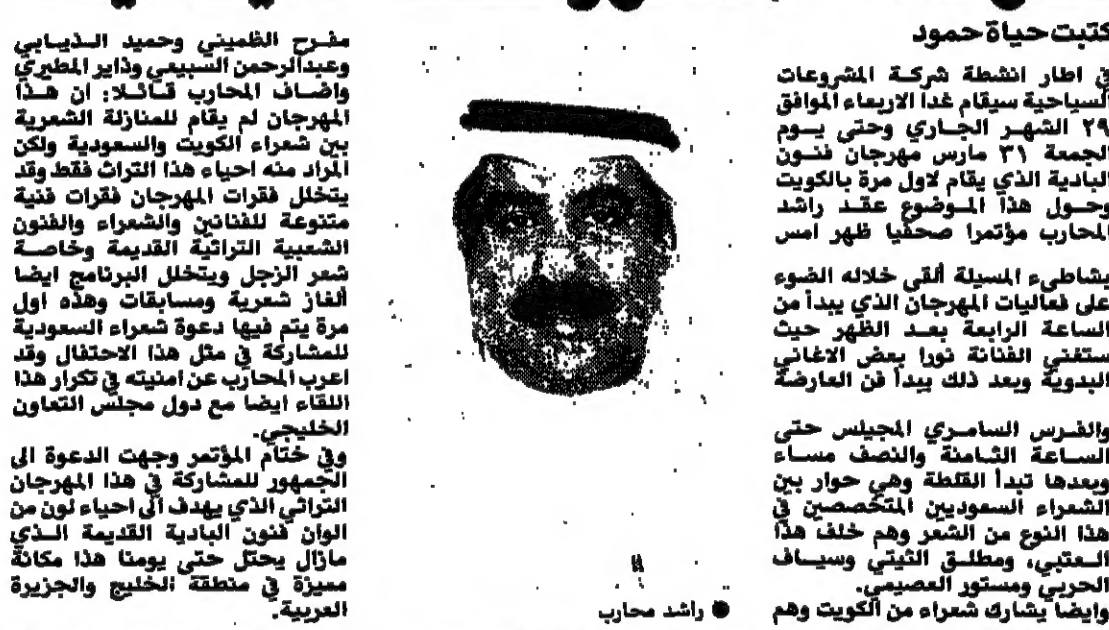 كتبت حياة حمود
في اطار انشطة شركة المشروعات
السياحية سيقام غدا الاربعاء الموافق
٢٩ الشهر الجاري وحتى يوم
الجمعة ٣١ مارس مهرجان فنون
البادية الذي يقام لاول مرة بالكويت
وحول هذا الموضوع عقد راشد
المحارب مؤتمرا صحفيا ظهر امس
بشاطىء المسيلة ألقى خلاله الضوء
على فعاليات المهرجان الذي يبدأ من
الساعة الرابعة بعد الظهر حيث
ستغني الفنانة نورا بعض الاغاني
البدوية وبعد ذلك يبدأ فن العارضة
والفرس السامري المجيلس حتى
الساعة الثامنة والنصف مساء
وبعدها تبدأ القلطة وهي حوار بين
الشعراء السعوديين المتخصصين في
هذا النوع من الشعر وهم خلف هذا
العتبي، ومطلق الثيتي وسياف
الحربي ومستور العصيمي.
وايضا يشارك شعراء من الكويت وهم
● راشد محارب
مفرح الظميني وحميد الذيابي
وعبدالرحمن السبيعي وذاير المطيري
واضاف المحارب قائلا: ان هذا
المهرجان لم يقام للمنازلة الشعرية
بين شعراء الكويت والسعودية ولكن
المراد منه احياء هذا التراث فقط وقد
يتخلل فقرات المهرجان فقرات فنية
متنوعة للفنانين والشعراء والفنون
الشعبية التراثية القديمة وخاصة
شعر الزجل ويتخلل البرنامج ايضا
ألغاز شعرية ومسابقات وهذه اول
مرة يتم فيها دعوة شعراء السعودية
للمشاركة في مثل هذا الاحتفال وقد
اعرب المحارب عن امنيته في تكرار هذا
اللقاء ايضا مع دول مجلس التعاون
الخليجي.
وفي ختام المؤتمر وجهت الدعوة الى
الجمهور للمشاركة في هذا المهرجان
التراثي الذي يهدف الى احياء لون من
الوان فنون البادية القديمة الذي
مازال يحتل حتى يومنا هذا مكانة
مميزة في منطقة الخليج والجزيرة
العربية.